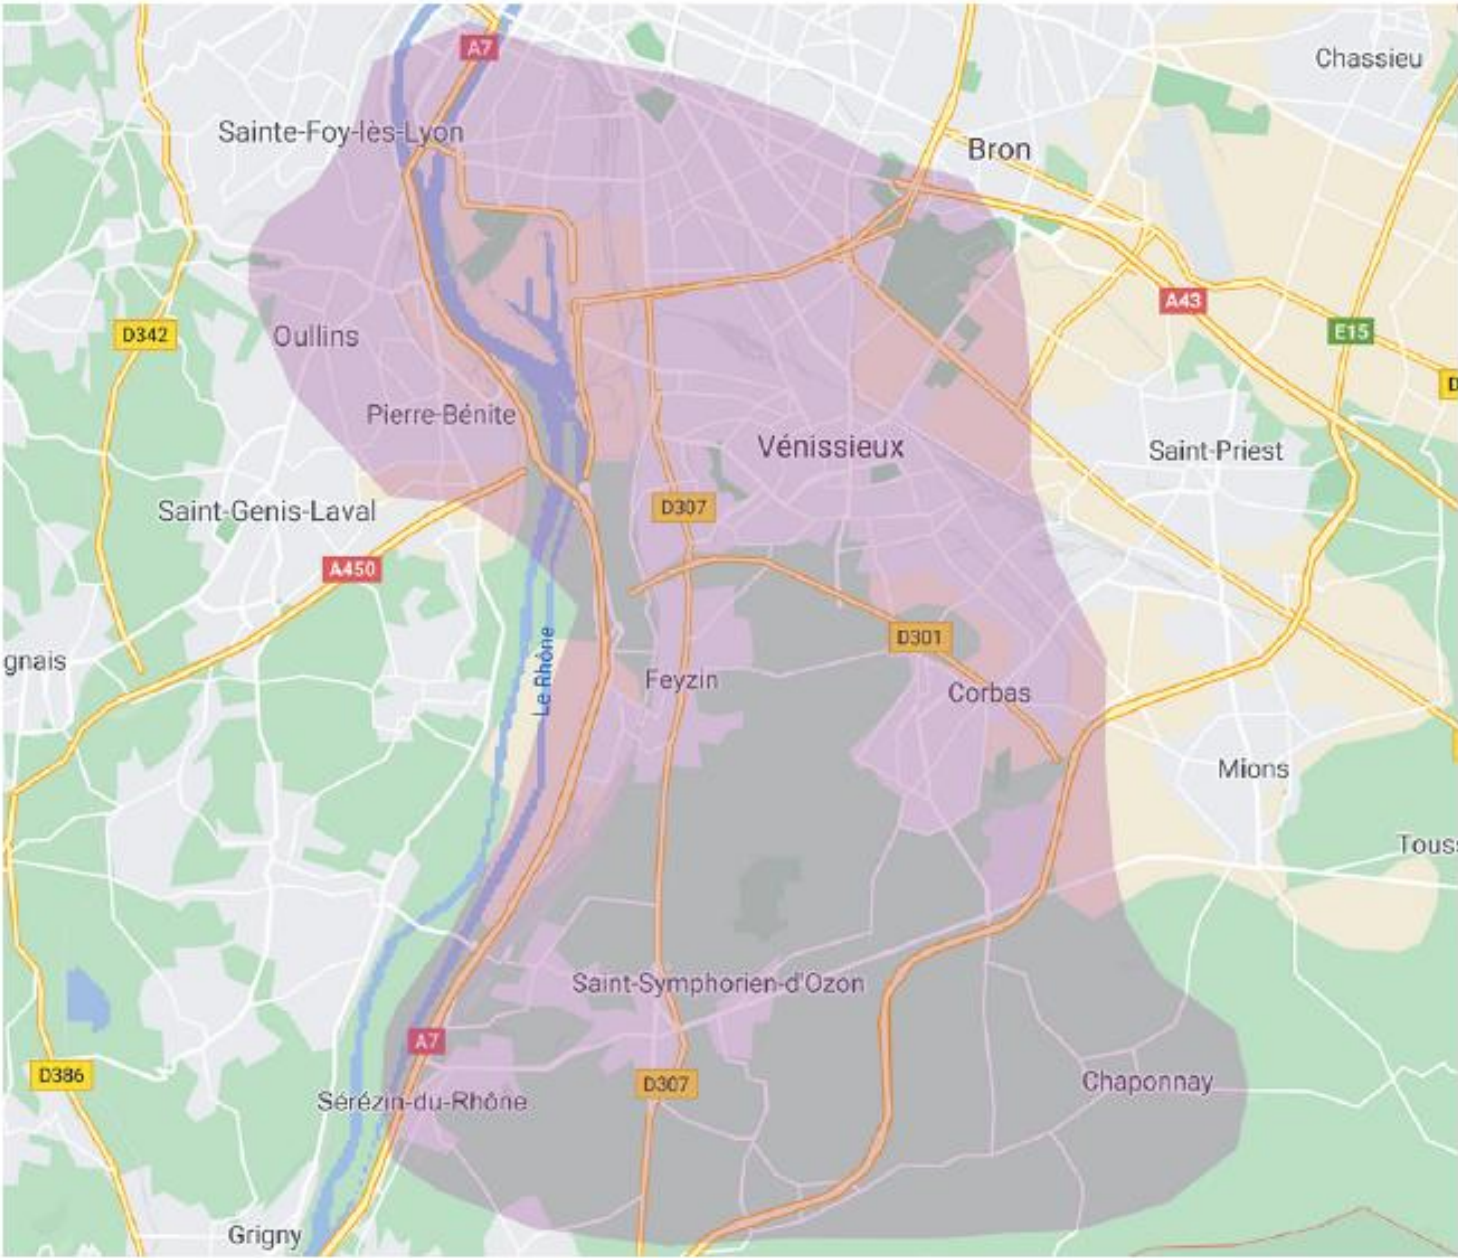 A7
Chassieu
Sainte-Foy-lès-Lyon
Bron
A43
D342
Oullins
E15
D
Pierre-Bénite
Vénissieux
Saint-Priest
Saint-Genis-Laval
D307
A450
D301
gnais
Le Rhône
Feyzin
Corbas
Mions
Tous
Saint-Symphorien-d'Ozon
A7
D386
D307
Chaponnay
Sérézin-du-Rhône
Grigny